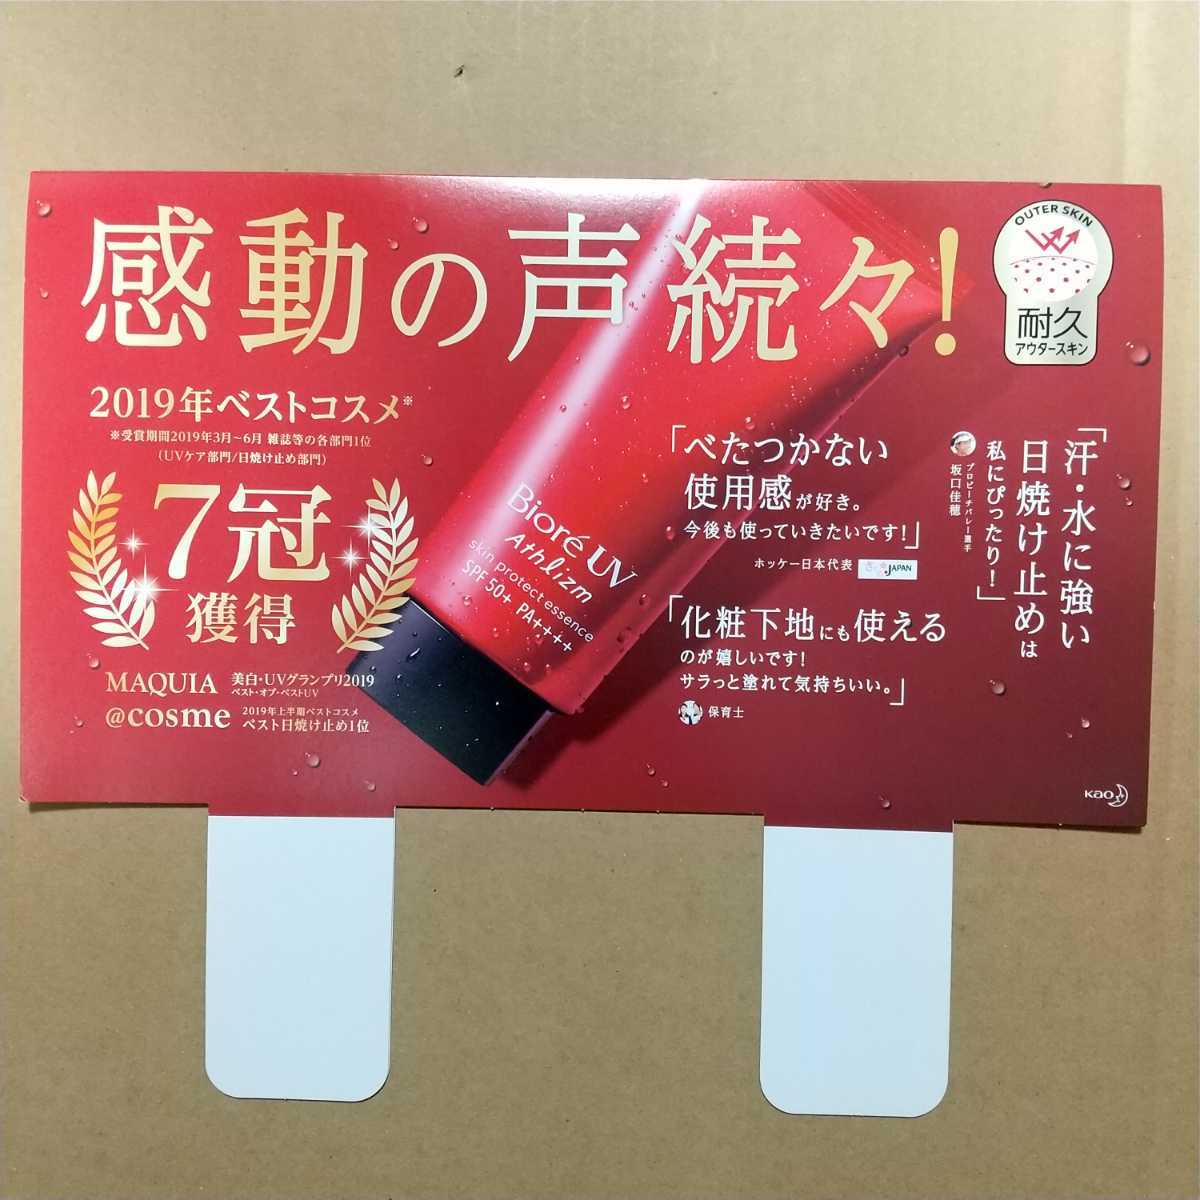 感動の声続々!
OUTER SKIN
耐久
アウタースキン
2019年ベストコスメ※
※受賞期間2019年3月~6月 雑誌等の各部門1位
(UVケア部門/日焼け止め部門)
7冠
獲得
MAQUIA 美白・UVグランプリ2019
ベスト・オブ・ベストUV
@cosme 2019年上半期ベストコスメ
ベスト日焼け止め1位
Bioré UV
Athlizm
skin protect essence
SPF 50+ PA++++
「べたつかない
使用感が好き。
今後も使っていきたいです!」
ホッケー日本代表 さくらJAPAN
「化粧下地にも使える
のが嬉しいです!
サラっと塗れて気持ちいい。」
保育士
「汗・水に強い
日焼け止めは
私にぴったり!」
プロビーチバレー選手
坂口佳穂
Kao